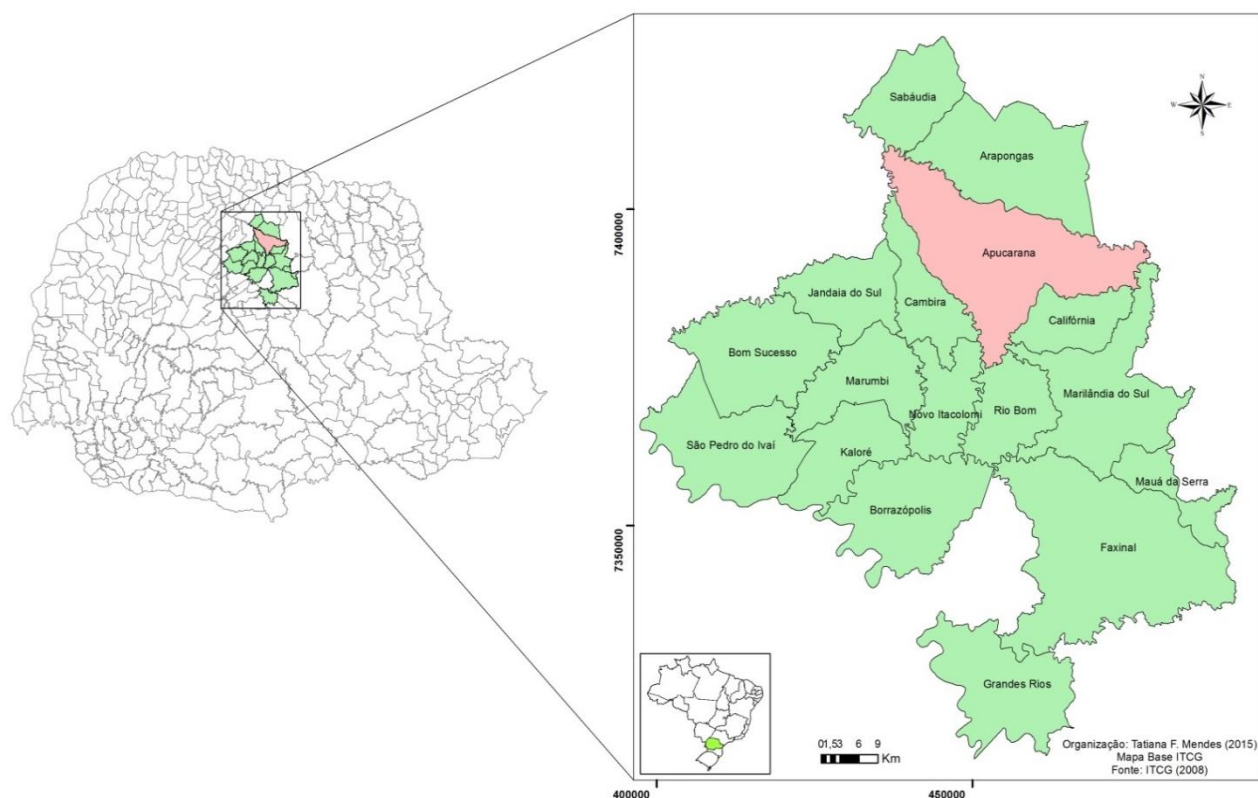 N
W E
S
Sabáudia
Arapongas
7400000
Apucarana
Jandaia do Sul
Cambira
Califórnia
Bom Sucesso
Marumbi
Marilândia do Sul
Novo Itacolomi
Rio Bom
São Pedro do Ivaí
Kaloré
Mauá da Serra
Borrazópolis
7350000
Faxinal
Grandes Rios
01,53 6 9
Km
Organização: Tatiana F. Mendes (2015)
Mapa Base ITCG
Fonte: ITCG (2008)
400000
450000